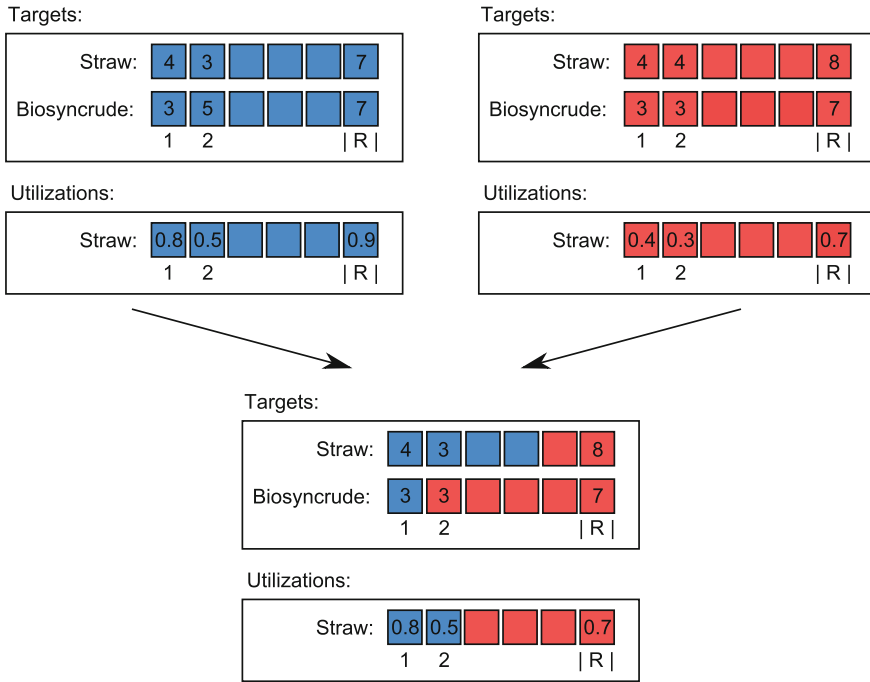 Targets:
Straw: 4 3 7
Biosyncrude: 3 5 7
1 2 | R |
Utilizations:
Straw: 0.8 0.5 0.9
1 2 | R |
Targets:
Straw: 4 4 8
Biosyncrude: 3 3 7
1 2 | R |
Utilizations:
Straw: 0.4 0.3 0.7
1 2 | R |
Targets:
Straw: 4 3 8
Biosyncrude: 3 3 7
1 2 | R |
Utilizations:
Straw: 0.8 0.5 0.7
1 2 | R |